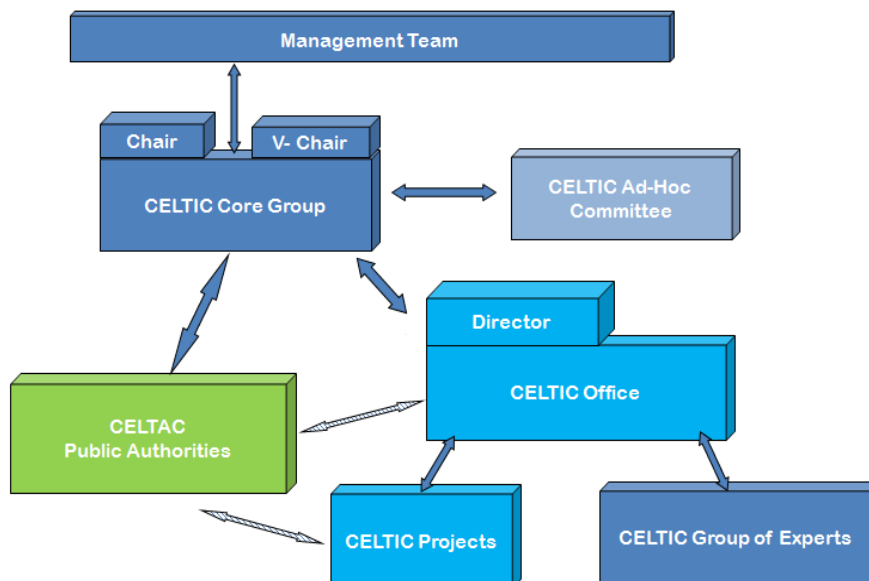 Management Team
Chair
V- Chair
CELTIC Core Group
CELTIC Ad-Hoc
Committee
Director
CELTIC Office
CELTAC
Public Authorities
CELTIC Projects
CELTIC Group of Experts